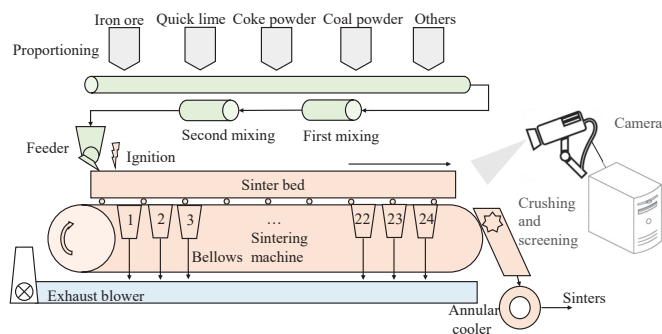 Iron ore
Quick lime
Coke powder
Coal powder
Others
Proportioning
Second mixing
First mixing
Feeder
Ignition
Camera
Sinter bed
Crushing and
screening
1
2
3
...
22
23
24
Sintering
machine
Bellows
Exhaust blower
Annular
cooler
Sinters